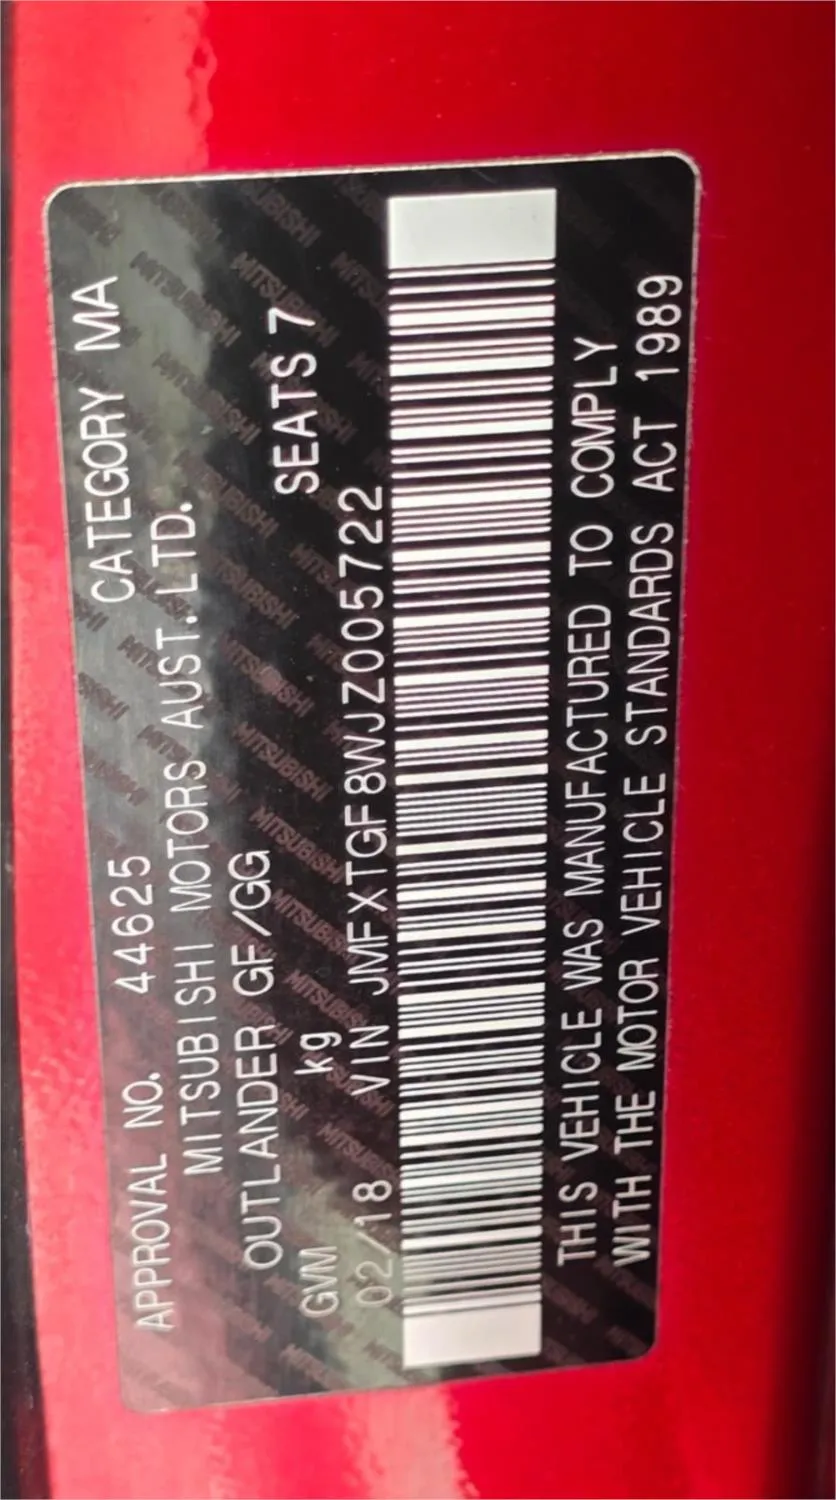 APPROVAL NO. 44625 CATEGORY MA
MITSUBISHI MOTORS AUST. LTD.
OUTLANDER GF/GG
GVM kg SEATS 7
02/18 VIN JMFXTGF8WJZ005722
THIS VEHICLE WAS MANUFACTURED TO COMPLY
WITH THE MOTOR VEHICLE STANDARDS ACT 1989